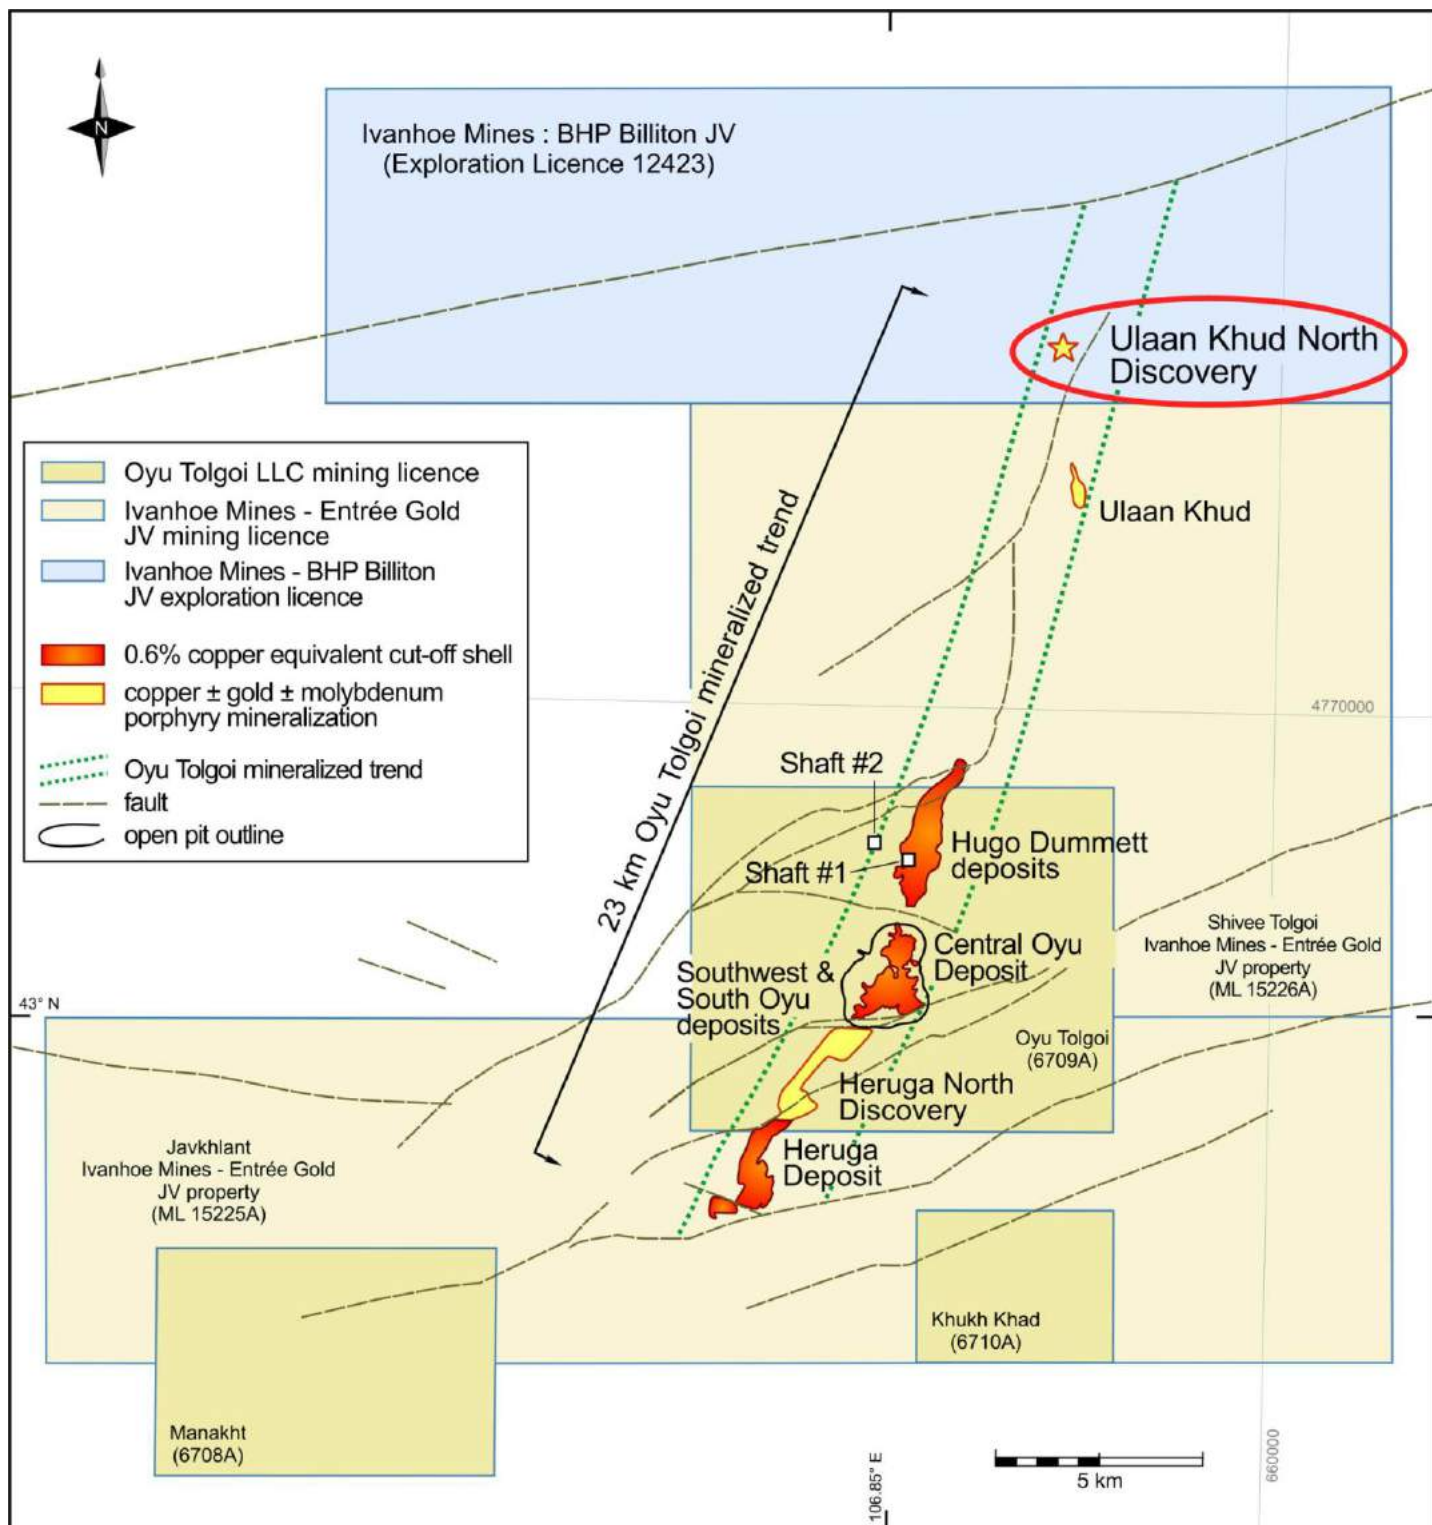 N
Ivanhoe Mines : BHP Billiton JV
(Exploration Licence 12423)
Ulaan Khud North
Discovery
Oyu Tolgoi LLC mining licence
Ivanhoe Mines - Entrée Gold
JV mining licence
Ivanhoe Mines - BHP Billiton
JV exploration licence
0.6% copper equivalent cut-off shell
copper ± gold ± molybdenum
porphyry mineralization
Oyu Tolgoi mineralized trend
fault
open pit outline
Ulaan Khud
23 km Oyu Tolgoi mineralized trend
4770000
Shaft #2
Shaft #1
Hugo Dummett
deposits
Central Oyu
Deposit
Southwest &
South Oyu
deposits
Shivee Tolgoi
Ivanhoe Mines - Entrée Gold
JV property
(ML 15226A)
43° N
Oyu Tolgoi
(6709A)
Heruga North
Discovery
Heruga
Deposit
Javkhlant
Ivanhoe Mines - Entrée Gold
JV property
(ML 15225A)
Khukh Khad
(6710A)
Manakht
(6708A)
106.85° E
5 km
660000